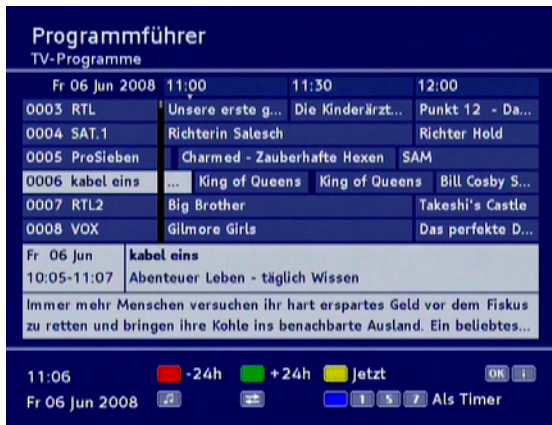 Programmführer
TV-Programme
Fr 06 Jun 2008 11:00 11:30 12:00
0003 RTL Unsere erste g... Die Kinderärzt... Punkt 12 - Da...
0004 SAT.1 Richterin Salesch Richter Hold
0005 ProSieben Charmed - Zauberhafte Hexen SAM
0006 kabel eins ... King of Queens King of Queens Bill Cosby S...
0007 RTL2 Big Brother Takeshi's Castle
0008 VOX Gilmore Girls Das perfekte D...
Fr 06 Jun kabel eins
10:05-11:07 Abenteuer Leben - täglich Wissen
Immer mehr Menschen versuchen ihr hart erspartes Geld vor dem Fiskus
zu retten und bringen ihre Kohle ins benachbarte Ausland. Ein beliebtes...
11:06 -24h +24h Jetzt OK i
Fr 06 Jun 2008 1 5 7 Als Timer